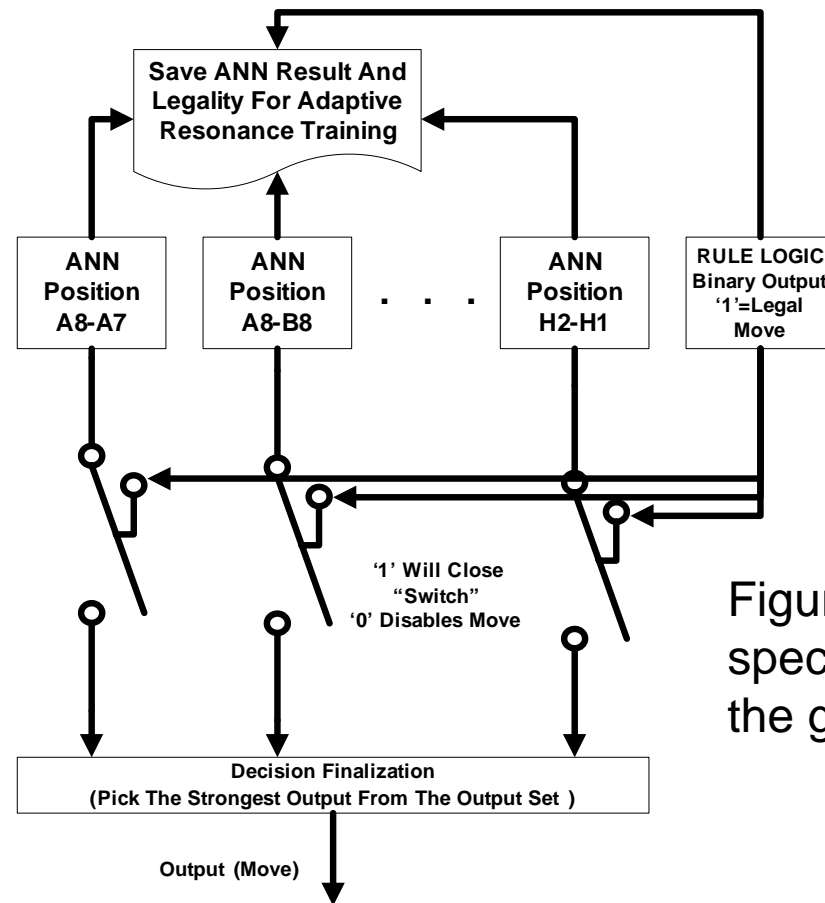 Save ANN Result And
Legality For Adaptive
Resonance Training
ANN
Position
A8-A7
ANN
Position
A8-B8
. . .
ANN
Position
H2-H1
RULE LOGIC
Binary Output
‘1’=Legal
Move
‘1’ Will Close
“Switch”
‘0’ Disables Move
Decision Finalization
(Pick The Strongest Output From The Output Set )
Output (Move)
the g